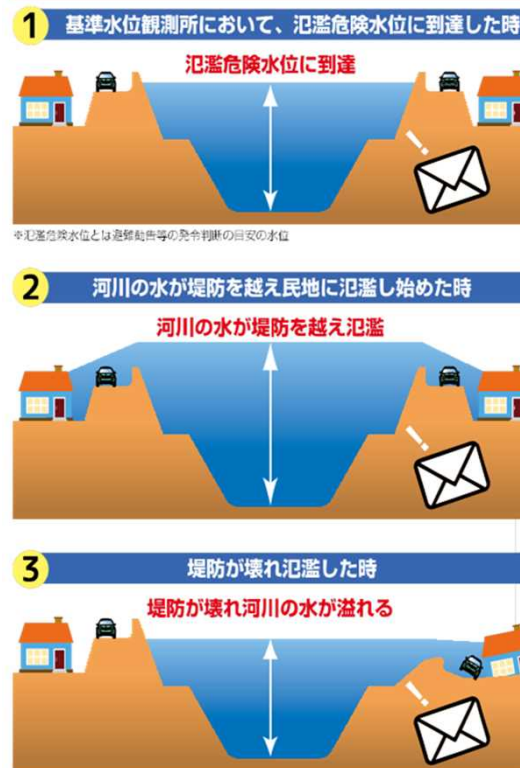 1 基準水位観測所において、氾濫危険水位に到達した時
氾濫危険水位に到達
※氾濫危険水位とは避難勧告等の発令判断の目安の水位
2 河川の水が堤防を越え民地に氾濫し始めた時
河川の水が堤防を越え氾濫
3 堤防が壊れ氾濫した時
堤防が壊れ河川の水が溢れる